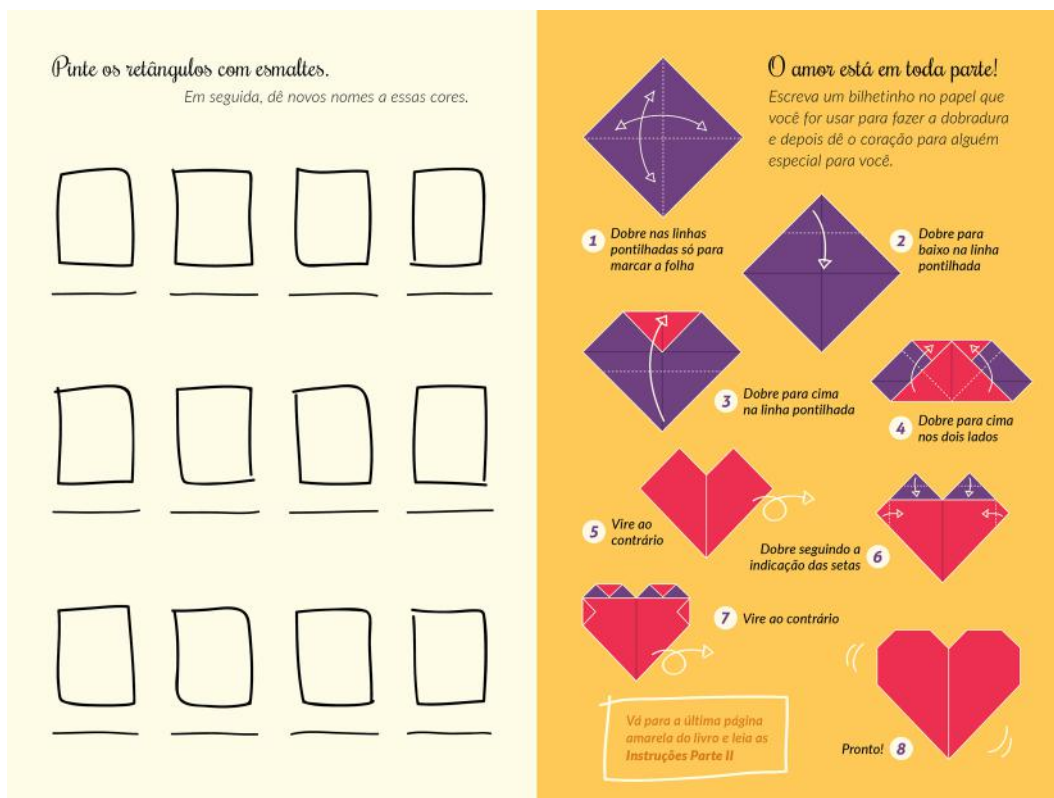 Pinte os retângulos com esmaltes.
Em seguida, dê novos nomes a essas cores.
O amor está em toda parte!
Escreva um bilhetinho no papel que
você for usar para fazer a dobradura
e depois dê o coração para alguém
especial para você.
1 Dobre nas linhas
pontilhadas só para
marcar a folha
2 Dobre para
baixo na linha
pontilhada
3 Dobre para cima
na linha pontilhada
4 Dobre para cima
nos dois lados
5 Vire ao
contrário
Dobre seguindo a
indicação das setas 6
7 Vire ao contrário
Pronto! 8
Vá para a última página
amarela do livro e leia as
Instruções Parte II